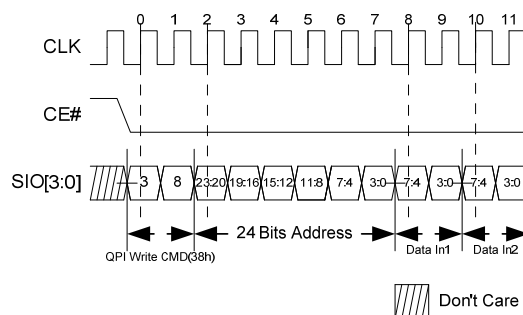 0 1 2 3 4 5 6 7 8 9 10 11
CLK
CE#
SIO[3:0] 3 8 23:20 19:16 15:12 11:8 7:4 3:0 7:4 3:0 7:4 3:0
24 Bits Address
QPI Write CMD(38h) Data In1 Data In2
Don't Care